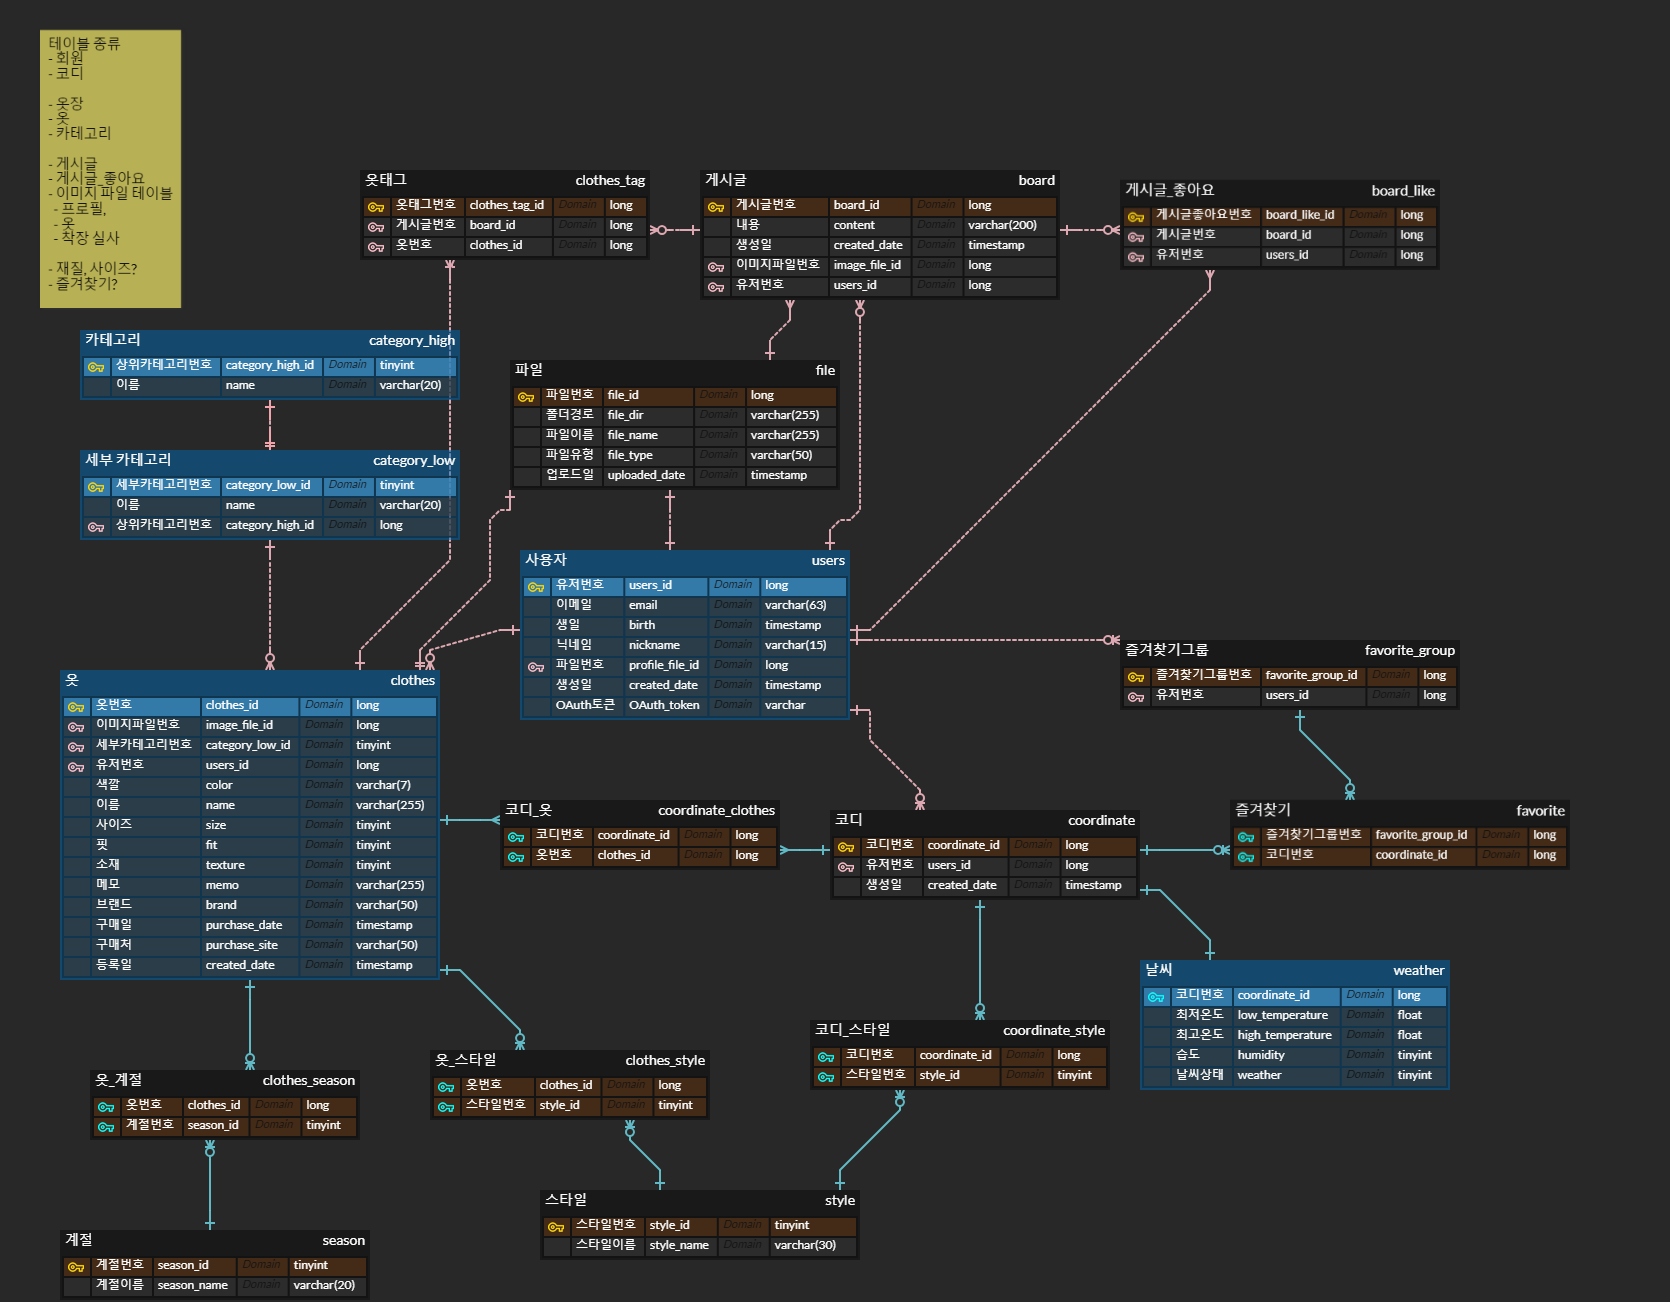 테이블 종류
- 회원
- 코디
- 옷장
- 옷
- 카테고리
- 게시글
- 게시글_좋아요
- 이미지 파일 테이블
- 프로필,
- 옷
- 착장 실사
- 재질, 사이즈?
- 즐겨찾기?
옷태그 clothes_tag
옷태그번호 clothes_tag_id Domain long
게시글번호 board_id Domain long
옷번호 clothes_id Domain long
게시글 board
게시글번호 board_id Domain long
내용 content Domain varchar(200)
생성일 created_date Domain timestamp
이미지파일번호 image_file_id Domain long
유저번호 users_id Domain long
게시글_좋아요 board_like
게시글좋아요번호 board_like_id Domain long
게시글번호 board_id Domain long
유저번호 users_id Domain long
카테고리 category_high
상위카테고리번호 category_high_id Domain tinyint
이름 name Domain varchar(20)
파일 file
파일번호 file_id Domain long
폴더경로 file_dir Domain varchar(255)
파일이름 file_name Domain varchar(255)
파일유형 file_type Domain varchar(50)
업로드일 uploaded_date Domain timestamp
세부 카테고리 category_low
세부카테고리번호 category_low_id Domain tinyint
이름 name Domain varchar(20)
상위카테고리번호 category_high_id Domain long
사용자 users
유저번호 users_id Domain long
이메일 email Domain varchar(63)
생일 birth Domain timestamp
닉네임 nickname Domain varchar(15)
파일번호 profile_file_id Domain long
생성일 created_date Domain timestamp
OAuth토큰 OAuth_token Domain varchar
즐겨찾기그룹 favorite_group
즐겨찾기그룹번호 favorite_group_id Domain long
유저번호 users_id Domain long
옷 clothes
옷번호 clothes_id Domain long
이미지파일번호 image_file_id Domain long
세부카테고리번호 category_low_id Domain tinyint
유저번호 users_id Domain long
색깔 color Domain varchar(7)
이름 name Domain varchar(255)
사이즈 size Domain tinyint
핏 fit Domain tinyint
소재 texture Domain tinyint
메모 memo Domain varchar(255)
브랜드 brand Domain varchar(50)
구매일 purchase_date Domain timestamp
구매처 purchase_site Domain varchar(50)
등록일 created_date Domain timestamp
코디_옷 coordinate_clothes
코디번호 coordinate_id Domain long
옷번호 clothes_id Domain long
코디 coordinate
코디번호 coordinate_id Domain long
유저번호 users_id Domain long
생성일 created_date Domain timestamp
즐겨찾기 favorite
즐겨찾기그룹번호 favorite_group_id Domain long
코디번호 coordinate_id Domain long
날씨 weather
코디번호 coordinate_id Domain long
최저온도 low_temperature Domain float
최고온도 high_temperature Domain float
습도 humidity Domain tinyint
날씨상태 weather Domain tinyint
코디_스타일 coordinate_style
코디번호 coordinate_id Domain long
스타일번호 style_id Domain tinyint
옷_스타일 clothes_style
옷번호 clothes_id Domain long
스타일번호 style_id Domain tinyint
옷_계절 clothes_season
옷번호 clothes_id Domain long
계절번호 season_id Domain tinyint
스타일 style
스타일번호 style_id Domain tinyint
스타일이름 style_name Domain varchar(30)
계절 season
계절번호 season_id Domain tinyint
계절이름 season_name Domain varchar(20)